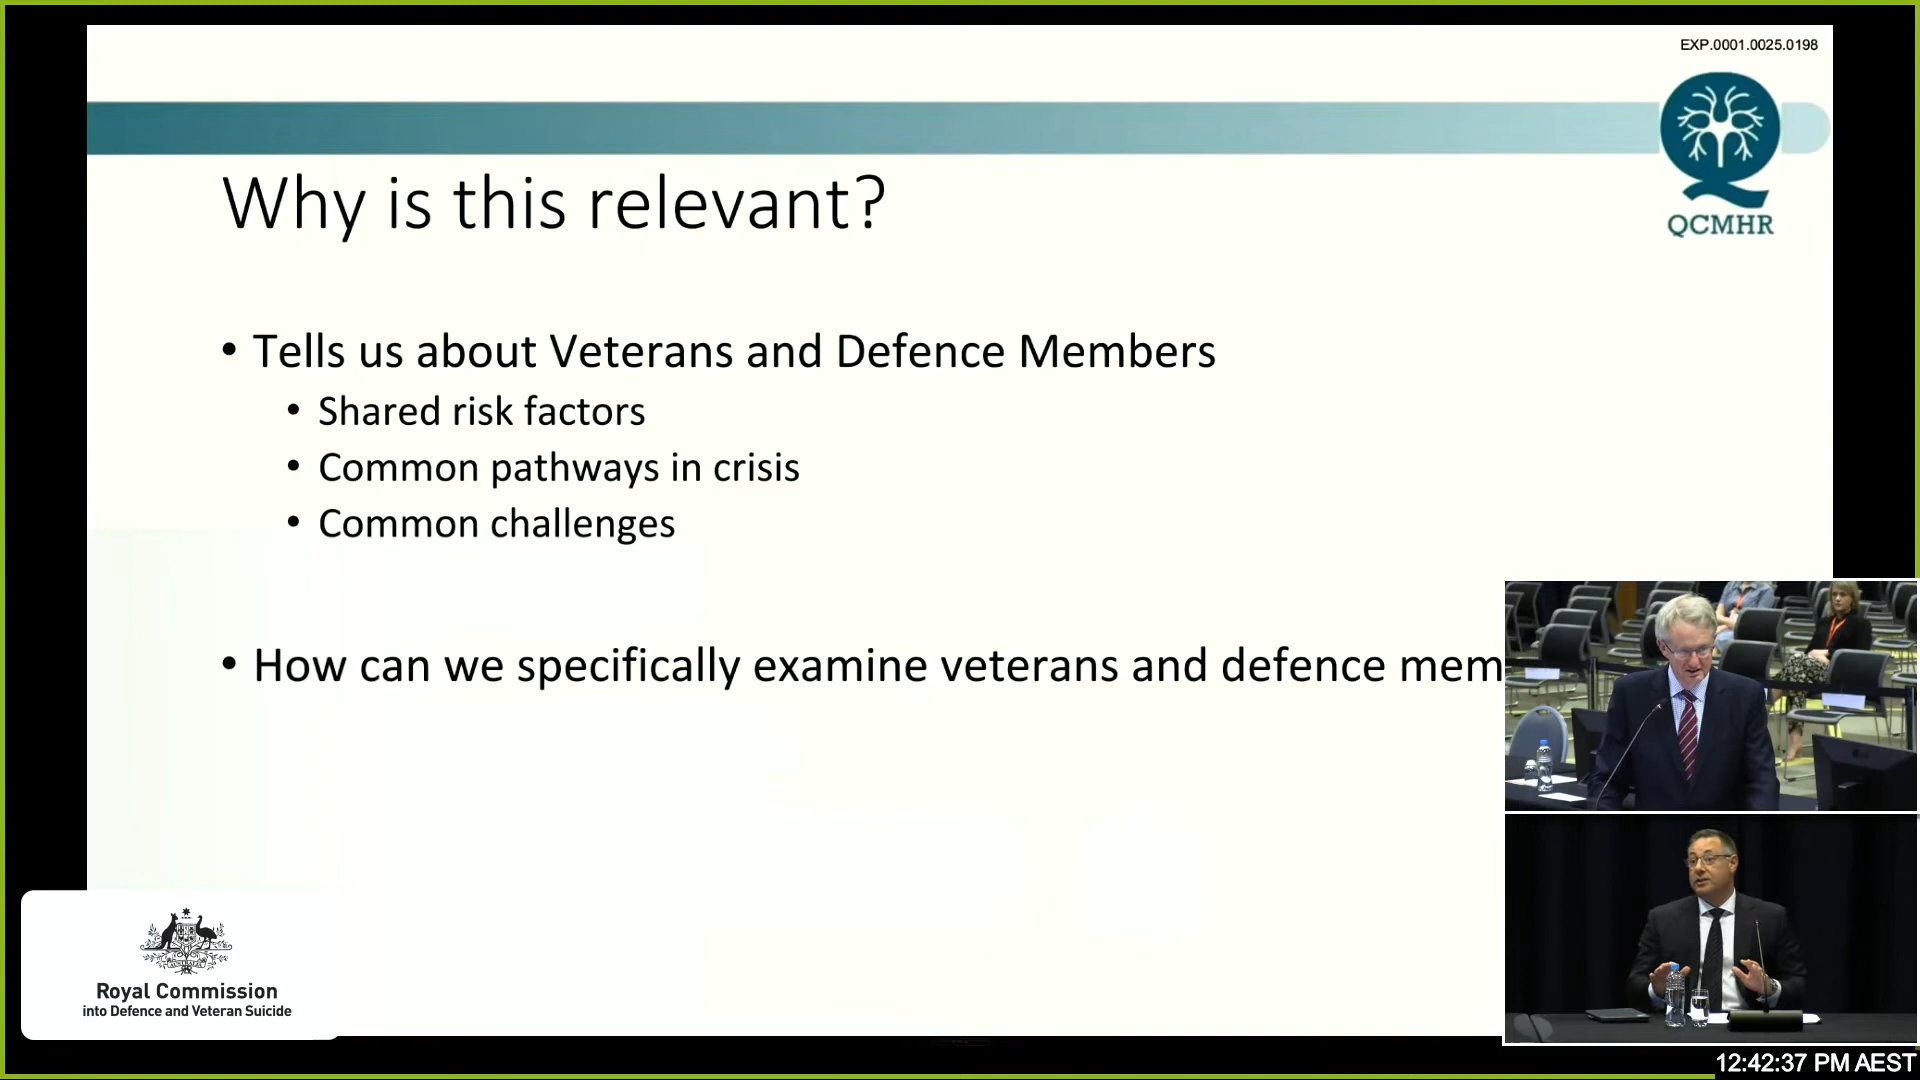 EXP.0001.0025.0198
QCMHR
Why is this relevant?
• Tells us about Veterans and Defence Members
• Shared risk factors
• Common pathways in crisis
• Common challenges
• How can we specifically examine veterans and defence mem
AUSTRALIA
Royal Commission
into Defence and Veteran Suicide
12:42:37 PM AEST